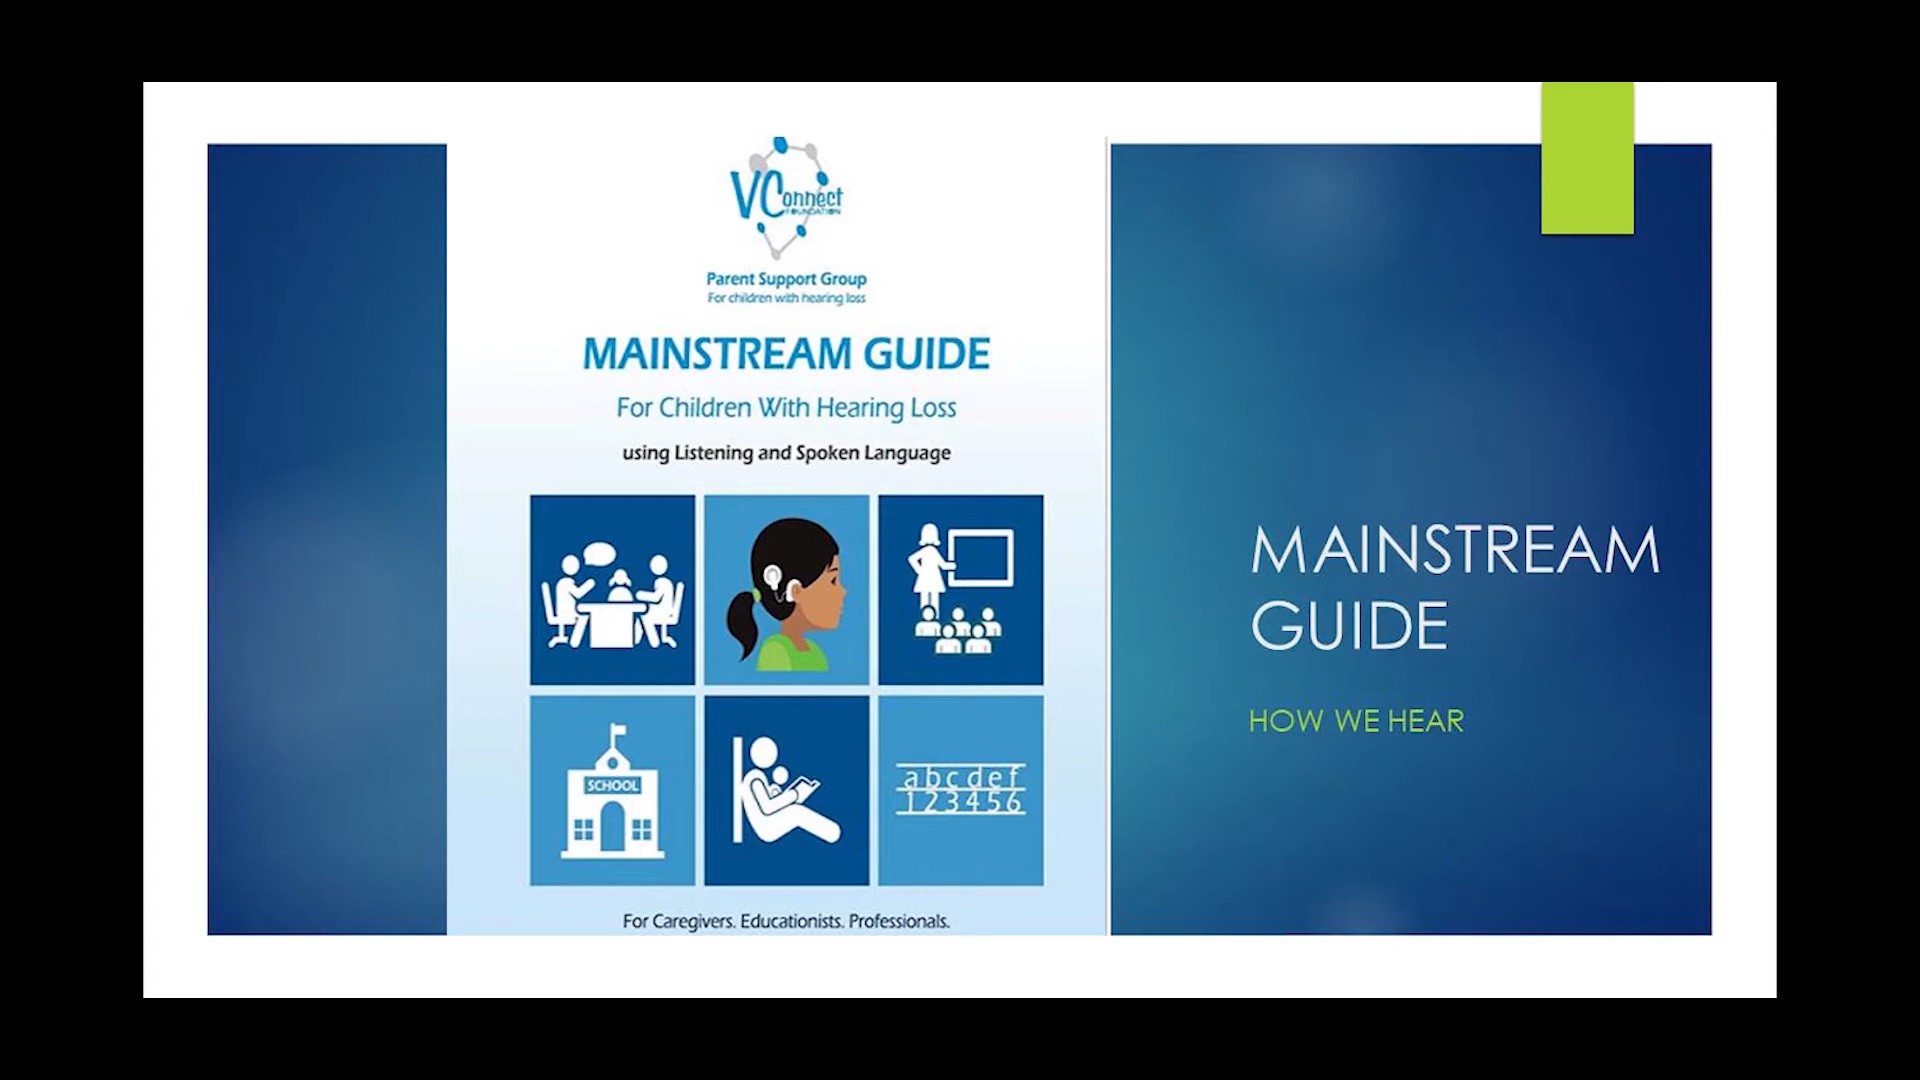 VConnect
FOUNDATION
Parent Support Group
For children with hearing loss
MAINSTREAM GUIDE
For Children With Hearing Loss
using Listening and Spoken Language
SCHOOL
abcdef
123456
For Caregivers. Educationists. Professionals.
MAINSTREAM
GUIDE
HOW WE HEAR